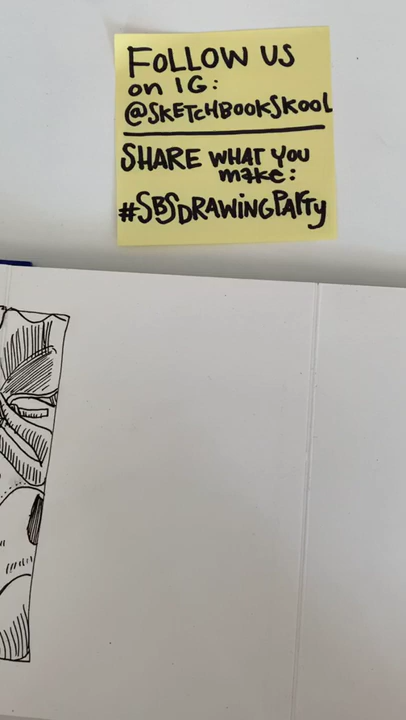 FOLLOW US
on IG:
@SKETCHBOOKSKOOL
SHARE WHAT YOU
make:
#SBSDRAWINGPARTY